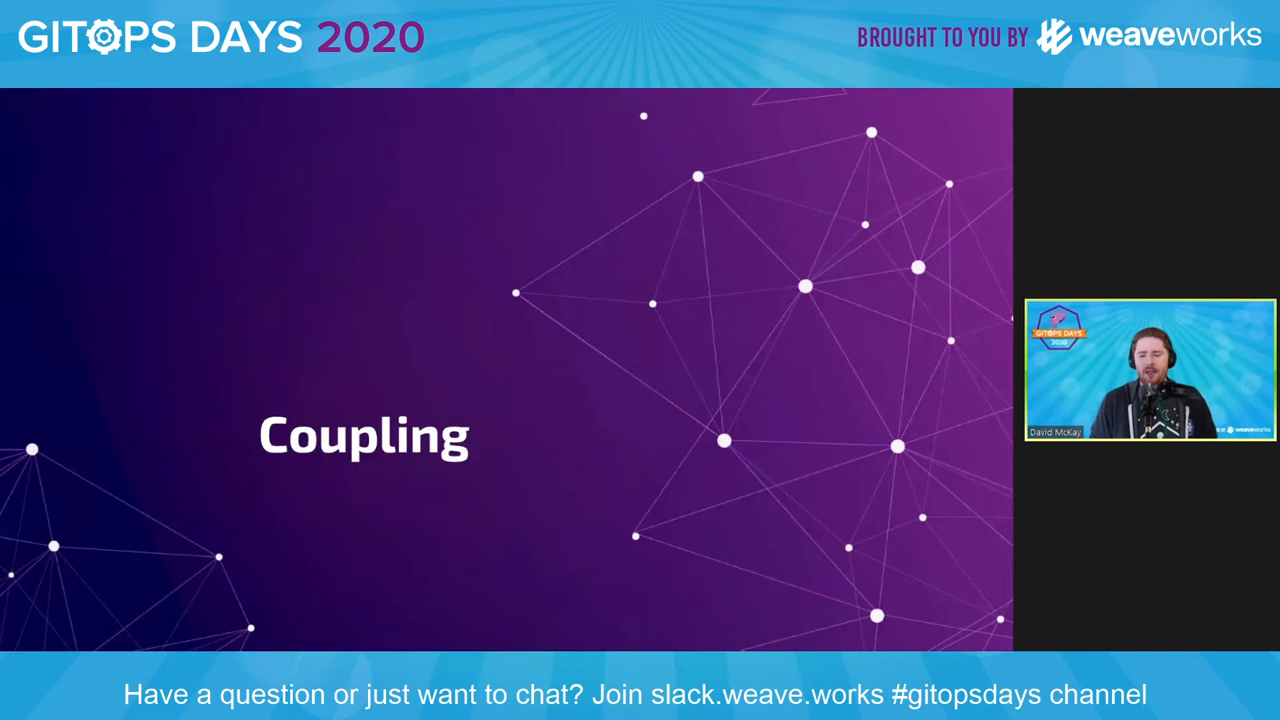 GITOPS DAYS 2020
BROUGHT TO YOU BY weaveworks
Coupling
GITOPS DAYS
2020
David McKay
weaveworks
Have a question or just want to chat? Join slack.weave.works #gitopsdays channel